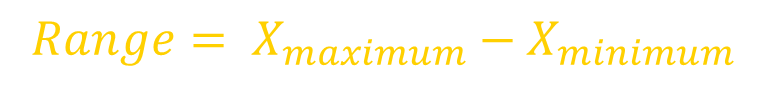 Range = X_maximum − X_minimum